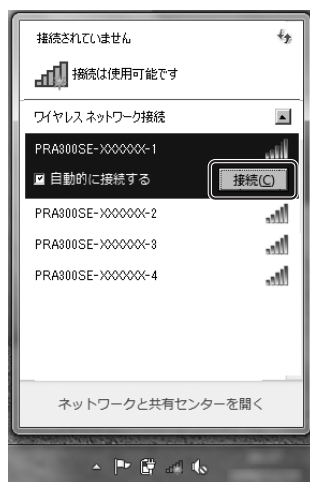 接続されていません
接続は使用可能です
ワイヤレス ネットワーク接続
PRA300SE-XXXXXX-1
自動的に接続する
接続(C)
PRA300SE-XXXXXX-2
PRA300SE-XXXXXX-3
PRA300SE-XXXXXX-4
ネットワークと共有センターを開く